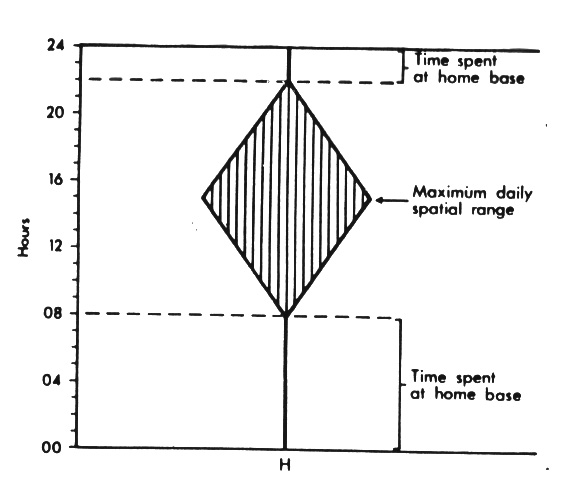 24
Time spent
at home base
20
16
Maximum daily
spatial range
Hours
12
08
04
Time spent
at home base
00
H